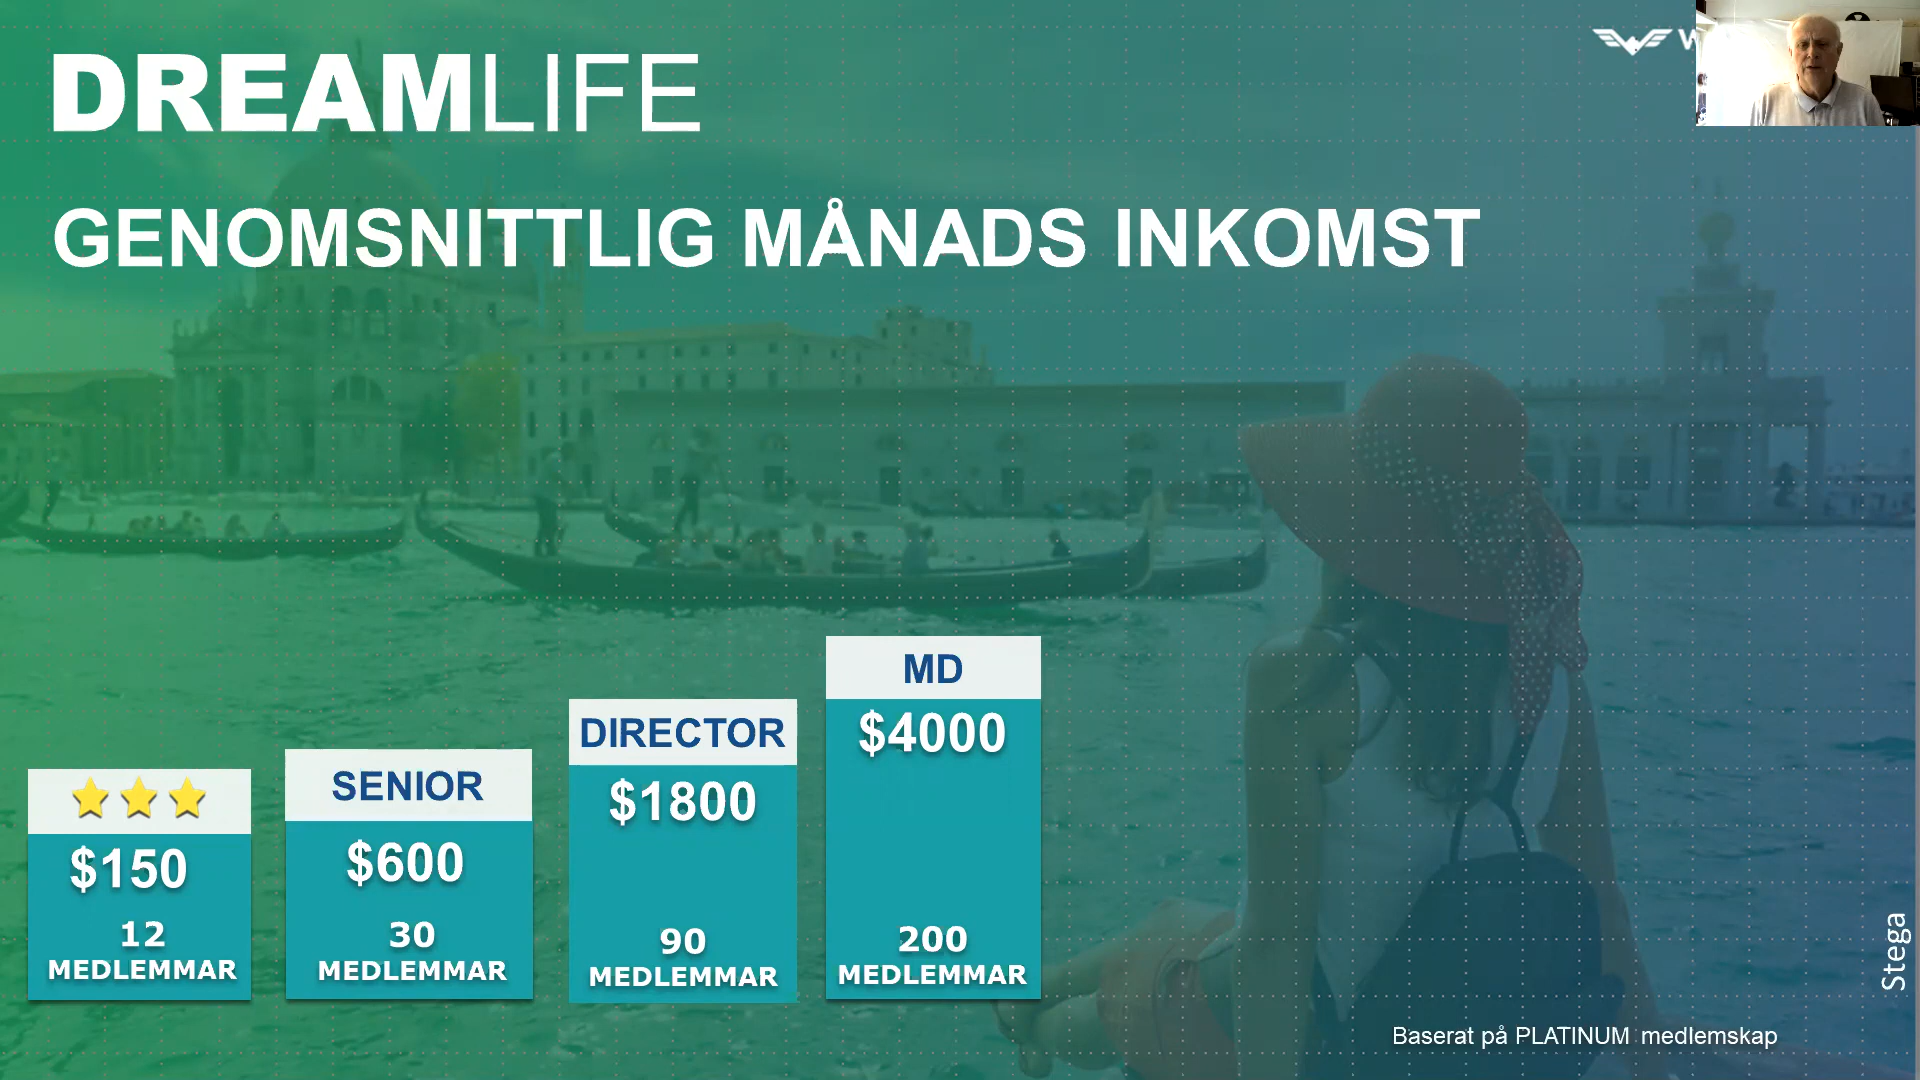 DREAMLIFE
W
GENOMSNITTLIG MÅNADS INKOMST
MD
$4000
200
MEDLEMMAR
DIRECTOR
$1800
90
MEDLEMMAR
SENIOR
$600
30
MEDLEMMAR
$150
12
MEDLEMMAR
Stega
Baserat på PLATINUM medlemskap